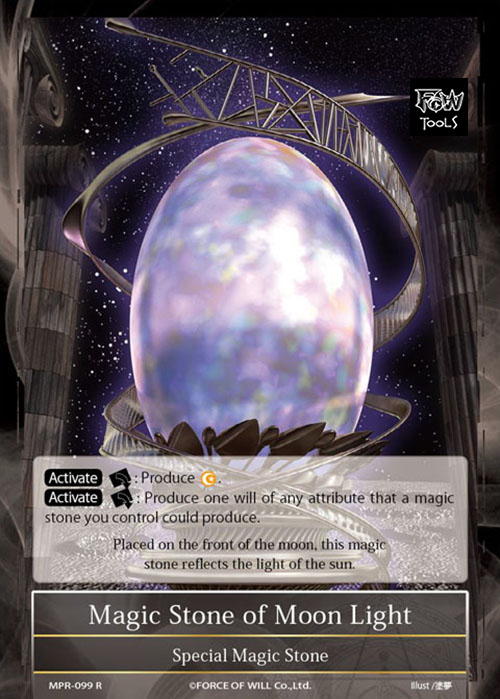 FOW
TOOLS
Activate : Produce .
Activate : Produce one will of any attribute that a magic
stone you control could produce.
Placed on the front of the moon, this magic
stone reflects the light of the sun.
Magic Stone of Moon Light
Special Magic Stone
MPR-099 R ©FORCE OF WILL Co.,Ltd. Illust /塗夢